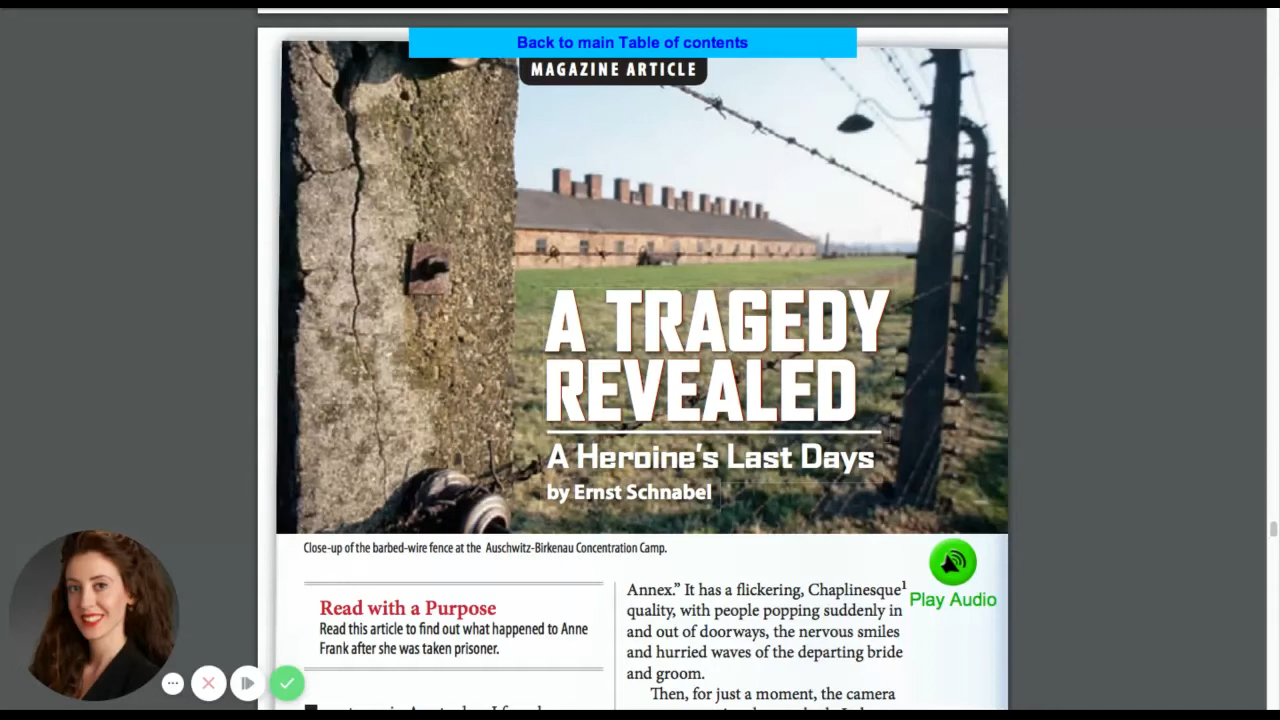 Back to main Table of contents
MAGAZINE ARTICLE
A TRAGEDY
REVEALED
A Heroine's Last Days
by Ernst Schnabel
Close-up of the barbed-wire fence at the Auschwitz-Birkenau Concentration Camp.
Read with a Purpose
Read this article to find out what happened to Anne
Frank after she was taken prisoner.
Annex.” It has a flickering, Chaplinesque1
quality, with people popping suddenly in
and out of doorways, the nervous smiles
and hurried waves of the departing bride
and groom.
Then, for just a moment, the camera
Play Audio